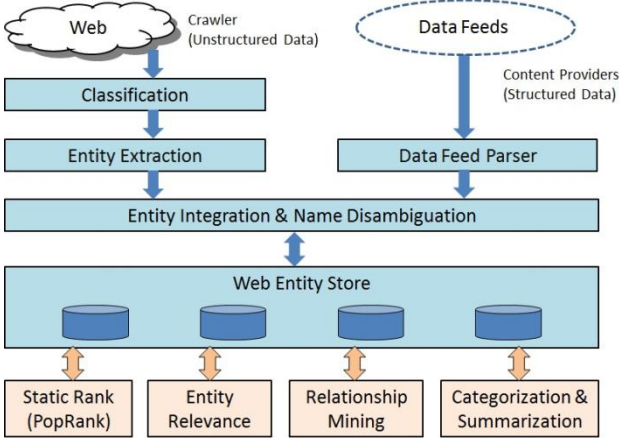 Web
Crawler
(Unstructured Data)
Data Feeds
Content Providers
(Structured Data)
Classification
Entity Extraction
Data Feed Parser
Entity Integration & Name Disambiguation
Web Entity Store
Static Rank
(PopRank)
Entity
Relevance
Relationship
Mining
Categorization &
Summarization